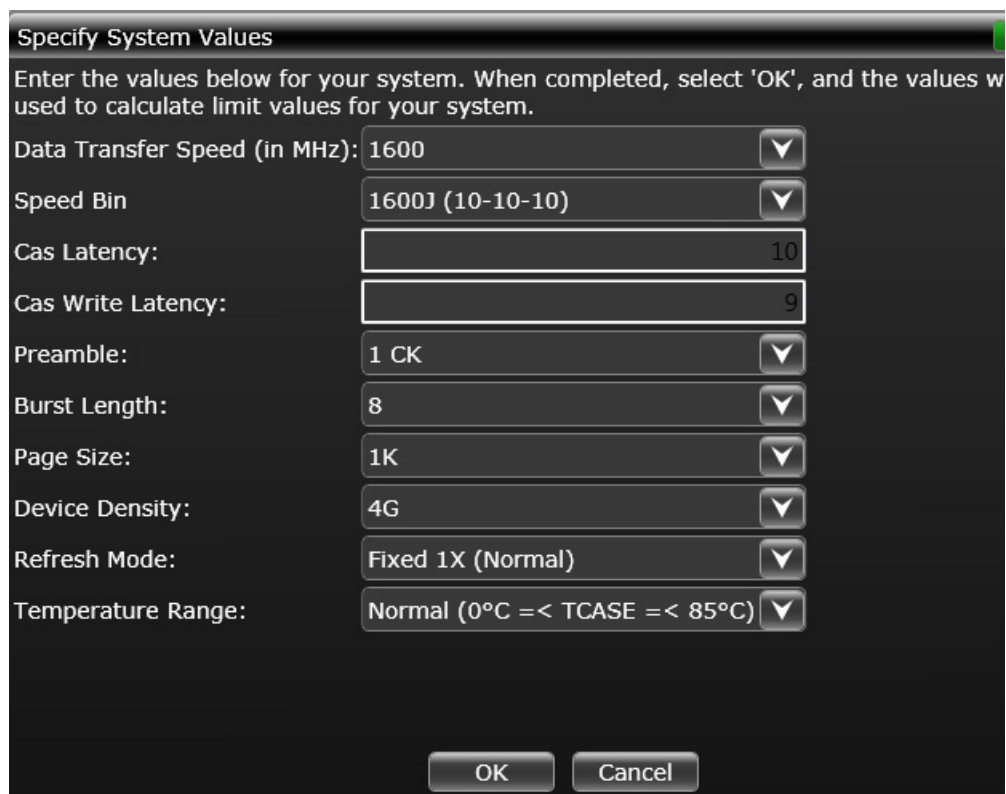 Specify System Values
Enter the values below for your system. When completed, select 'OK', and the values w
used to calculate limit values for your system.
Data Transfer Speed (in MHz): 1600
Speed Bin 1600J (10-10-10)
Cas Latency: 10
Cas Write Latency: 9
Preamble: 1 CK
Burst Length: 8
Page Size: 1K
Device Density: 4G
Refresh Mode: Fixed 1X (Normal)
Temperature Range: Normal (0°C =< TCASE =< 85°C)
OK Cancel